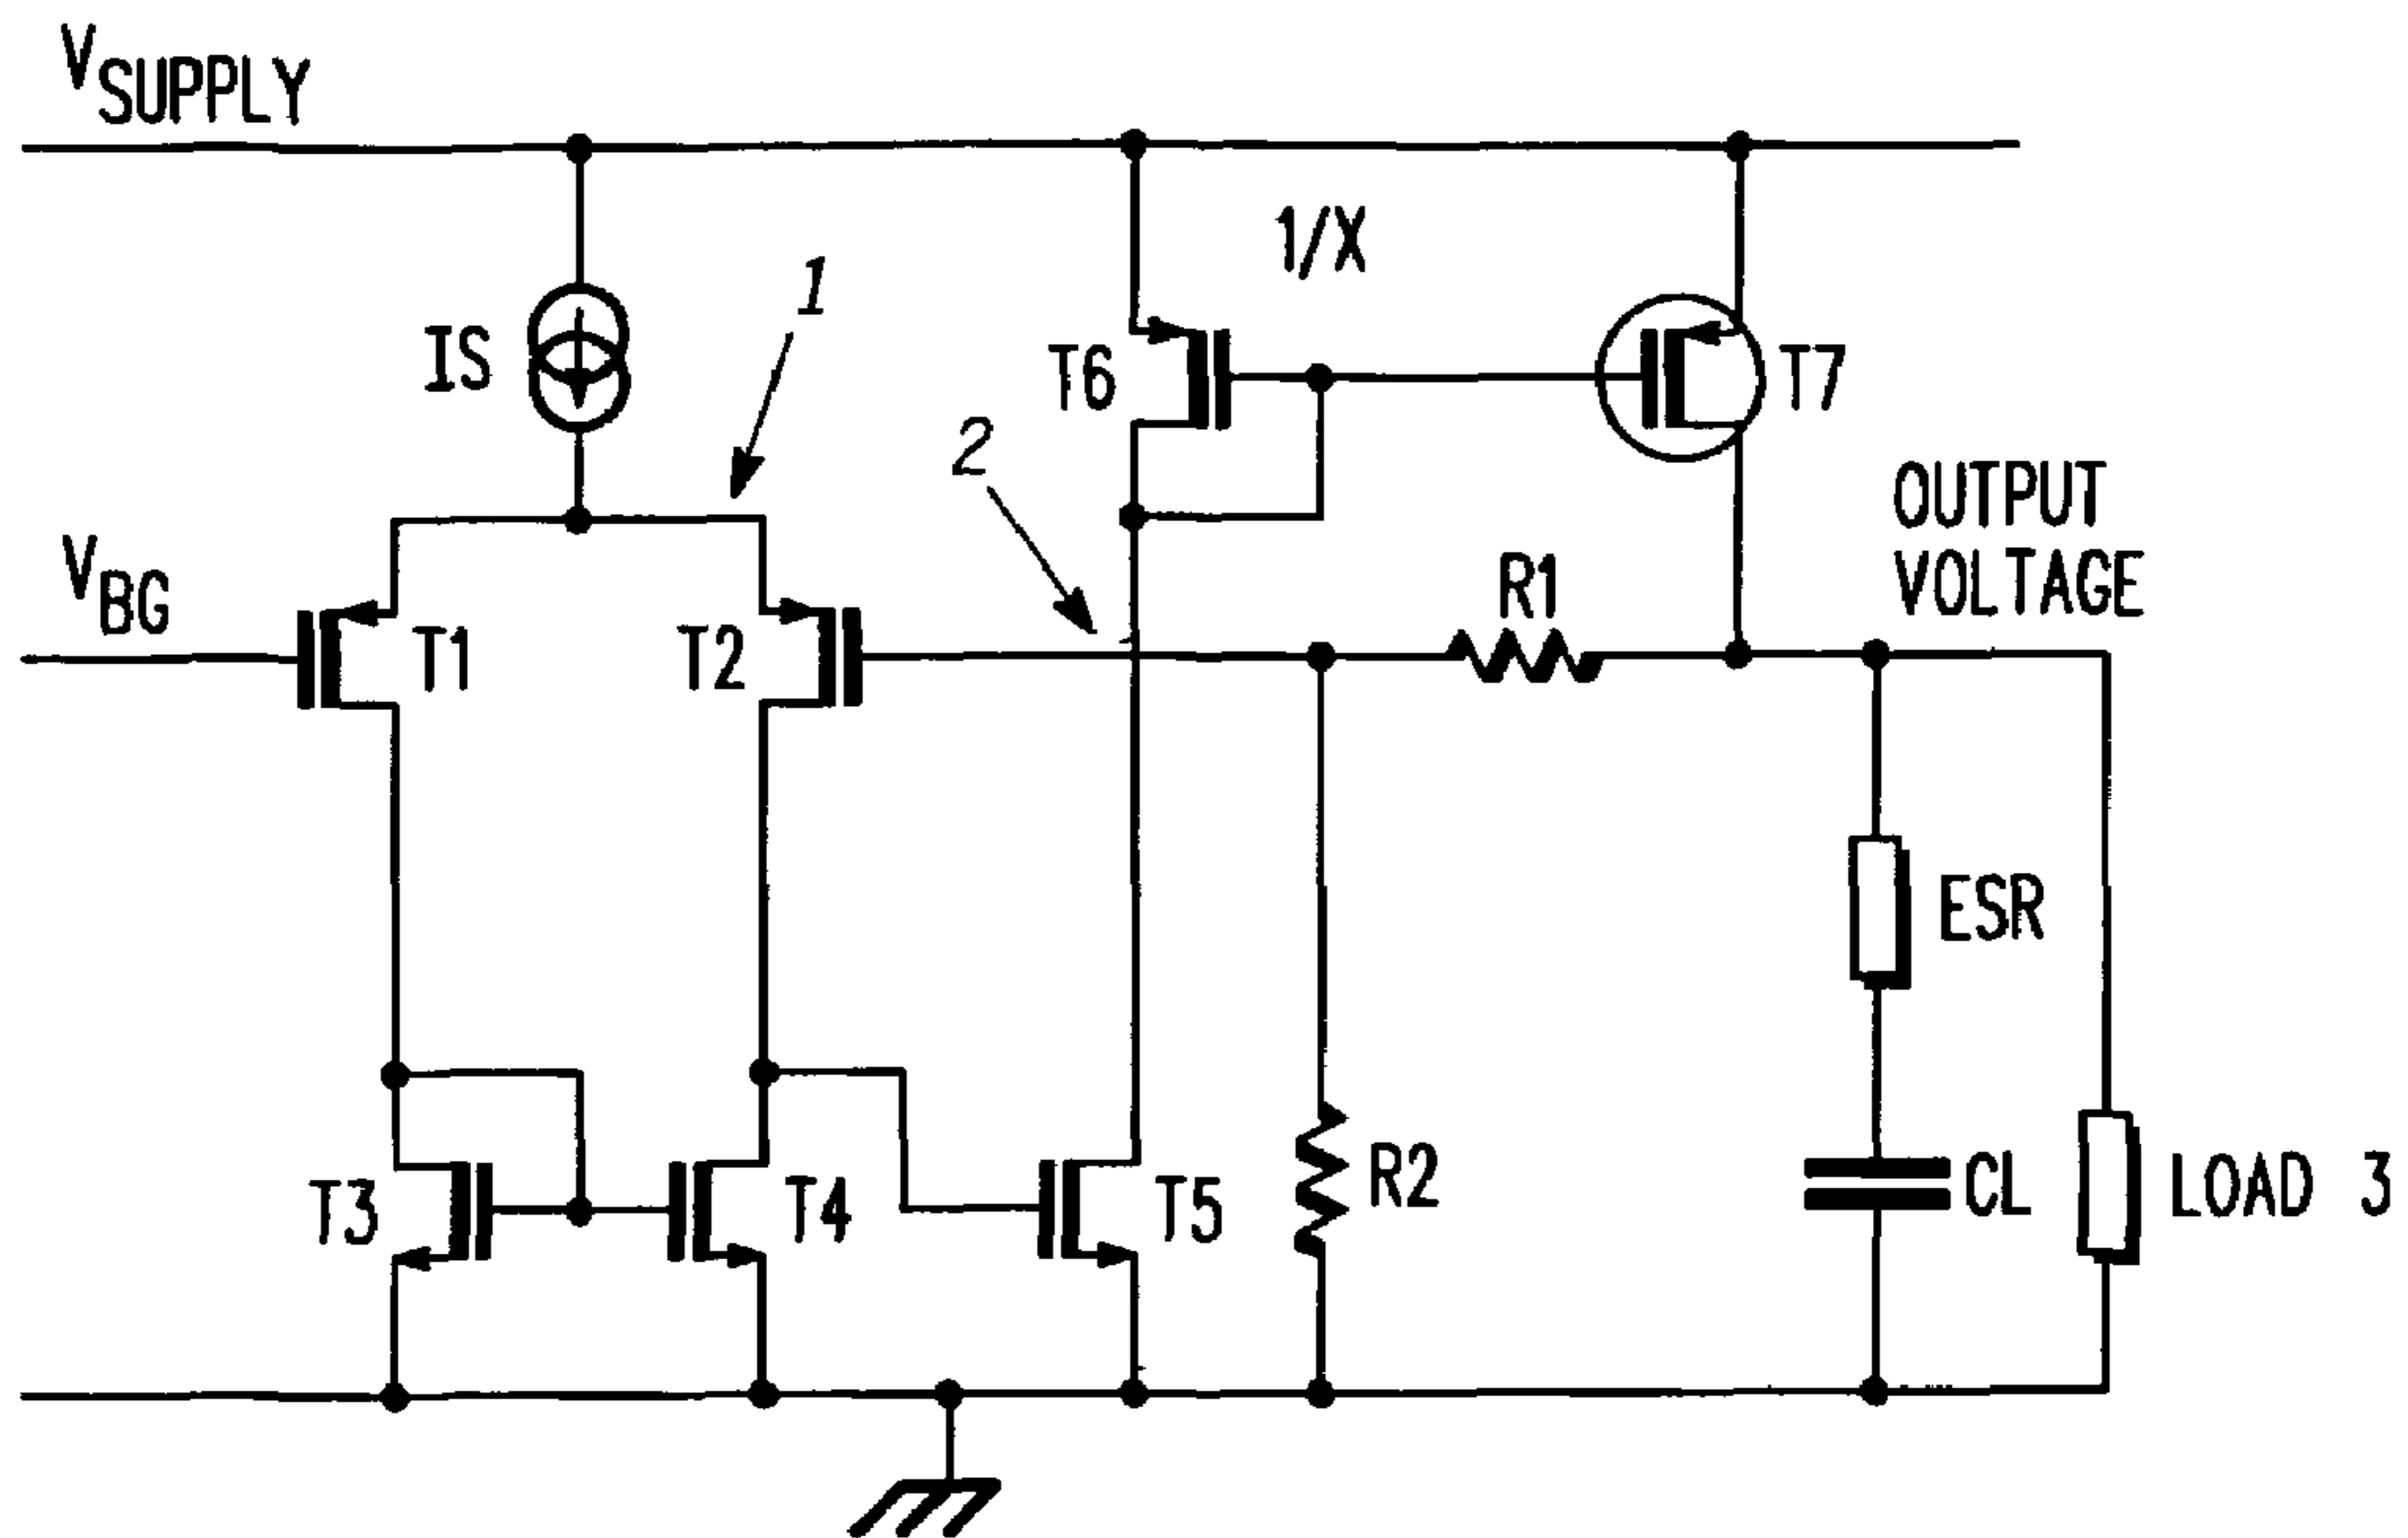 VSUPPLY
1/X
1
IS
T6
T7
2
OUTPUT
VOLTAGE
VBG
R1
T1
T2
ESR
T3
T4
T5
R2
CL
LOAD 3